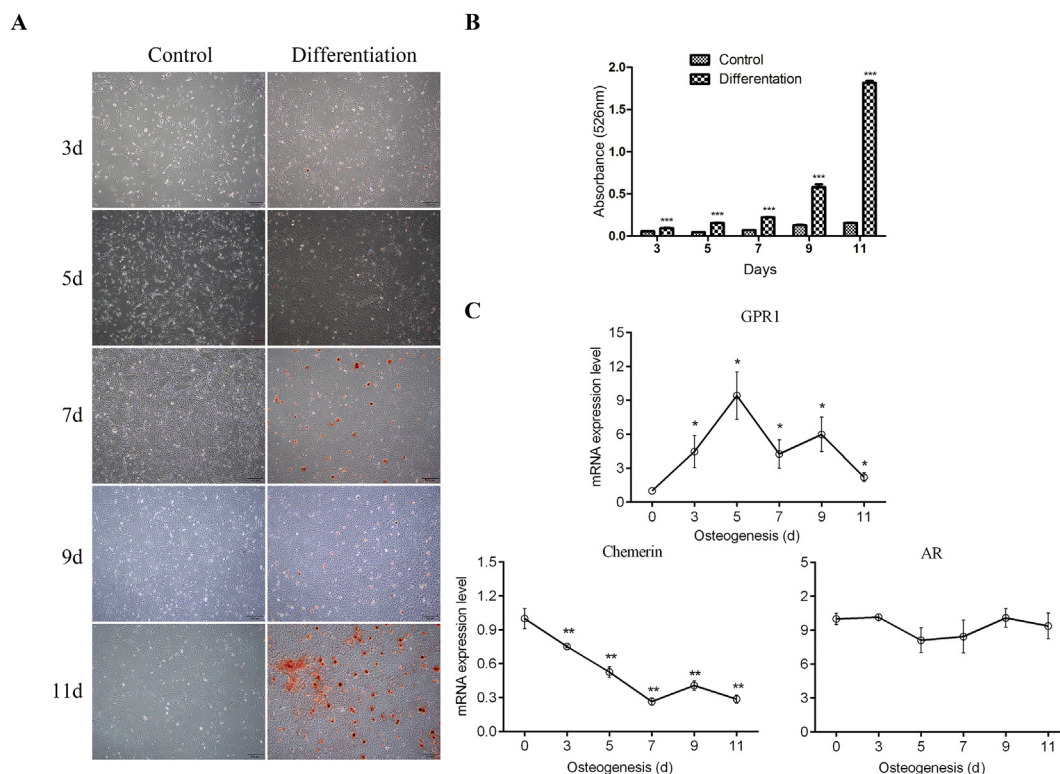 A
Control
Differentiation
3d
5d
7d
9d
11d
B
Control
Differentation
Absorbance (526nm)
2.0
1.5
1.0
0.5
0.0
***
***
***
***
***
3
5
7
9
11
Days
C
GPR1
mRNA expression level
15
12
9
6
3
0
*
*
*
*
*
0
3
5
7
9
11
Osteogenesis (d)
Chemerin
mRNA expression level
1.5
1.2
0.9
0.6
0.3
0.0
**
**
**
**
**
0
3
5
7
9
11
Osteogenesis (d)
AR
5
2
9
6
3
0
0
3
5
7
9
11
Osteogenesis (d)